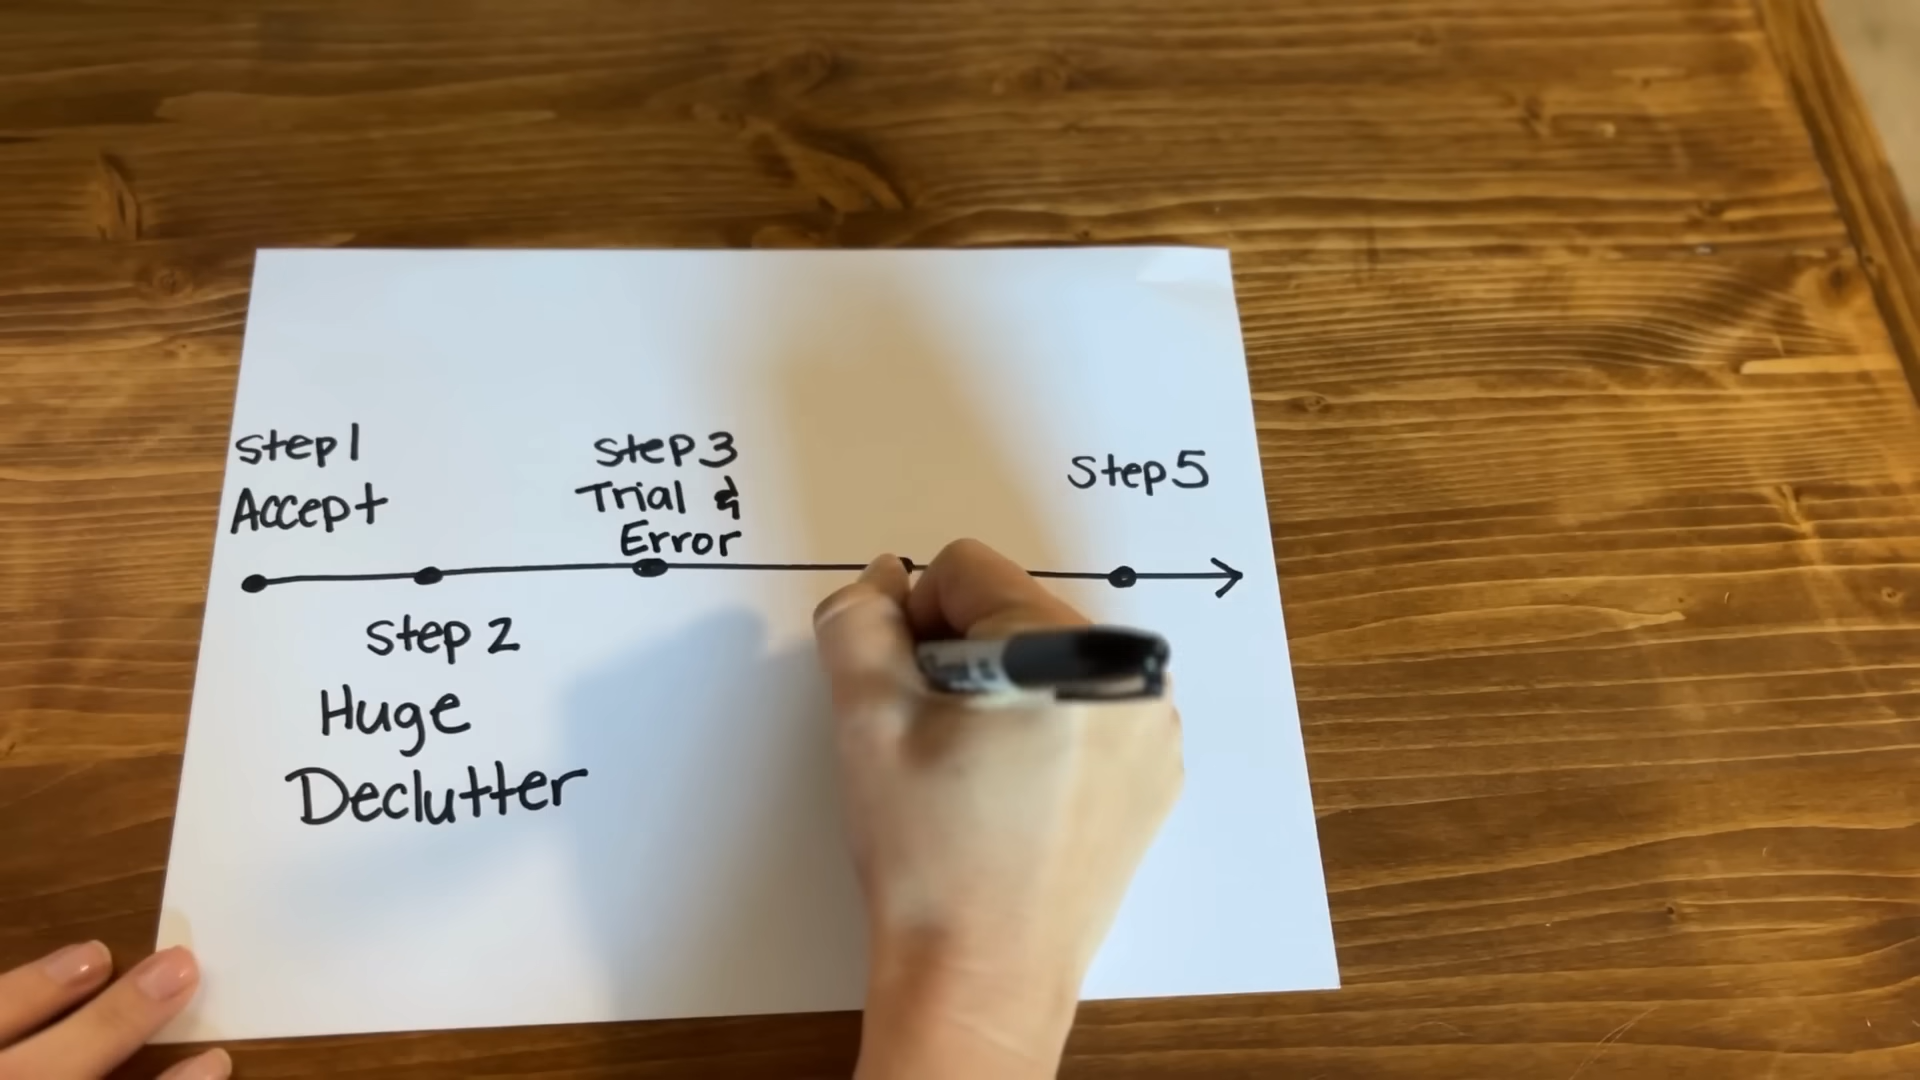 Step 1
Accept
Step 2
Huge
Declutter
Step 3
Trial &
Error
Step 5